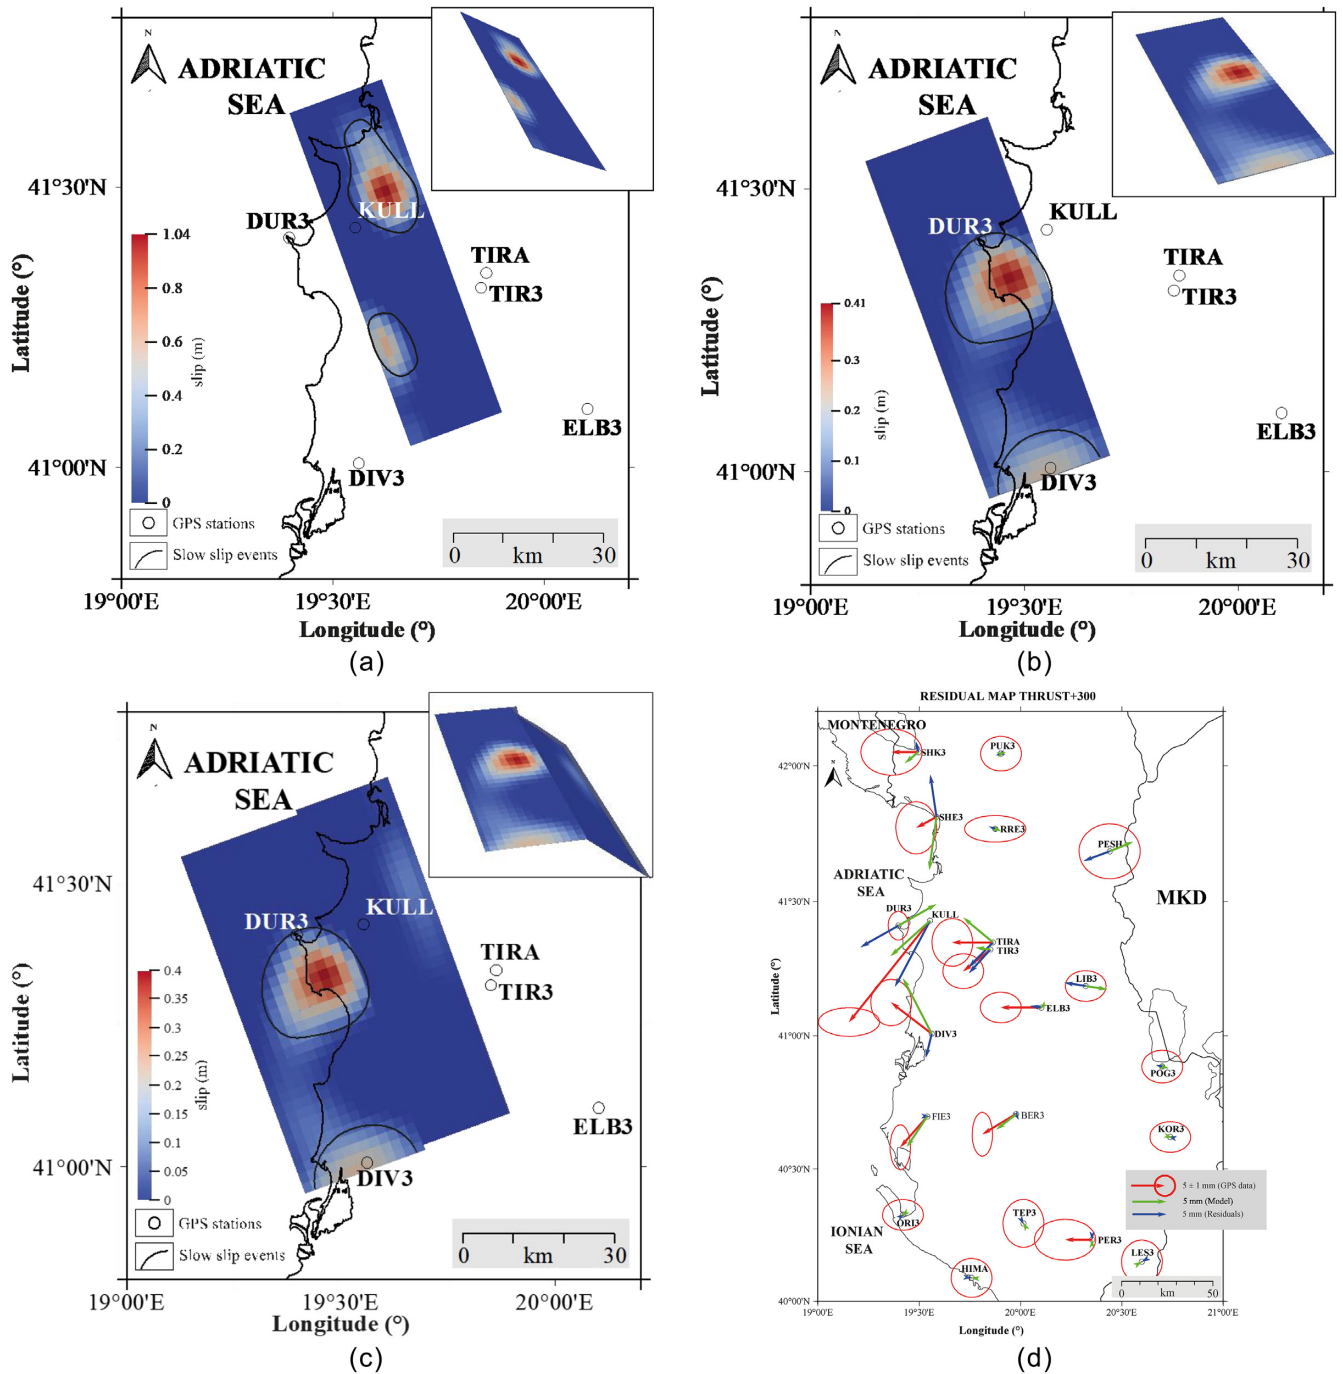 N
ADRIATIC
SEA
41°30'N
KULL
DUR3
TIRA
TIR3
ELB3
DIV3
41°00'N
1.04
0.8
0.6
0.4
0.2
0
slip (m)
Latitude (°)
GPS stations
Slow slip events
0 km 30
19°00'E 19°30'E 20°00'E
Longitude (°)
(a)
N
ADRIATIC
SEA
41°30'N
DUR3
KULL
TIRA
TIR3
ELB3
DIV3
41°00'N
0.41
0.3
0.2
0.1
0
slip (m)
Latitude (°)
GPS stations
Slow slip events
0 km 30
19°00'E 19°30'E 20°00'E
Longitude (°)
(b)
N
ADRIATIC
SEA
41°30'N
DUR3
KULL
TIRA
TIR3
ELB3
DIV3
41°00'N
0.4
0.35
0.3
0.25
0.2
0.15
0.1
0.05
0
slip (m)
Latitude (°)
GPS stations
Slow slip events
0 km 30
19°00'E 19°30'E 20°00'E
Longitude (°)
(c)
RESIDUAL MAP THRUST+300
MONTENEGRO
SHK3
PUK3
42°00'N
N
SHE3
RRE3
PESH
ADRIATIC
SEA
MKD
41°30'N
DUR3
KULL
TIRA
TIR3
LIB3
ELB3
41°00'N
DIV3
POG3
FIE3
BER3
KOR3
40°30'N
5 ± 1 mm (GPS data)
5 mm (Model)
5 mm (Residuals)
ORI3
TEP3
IONIAN
SEA
PER3
LES3
HIMA
0 km 50
40°00'N
19°00'E 19°30'E 20°00'E 20°30'E 21°00'E
Latitude (°)
Longitude (°)
(d)